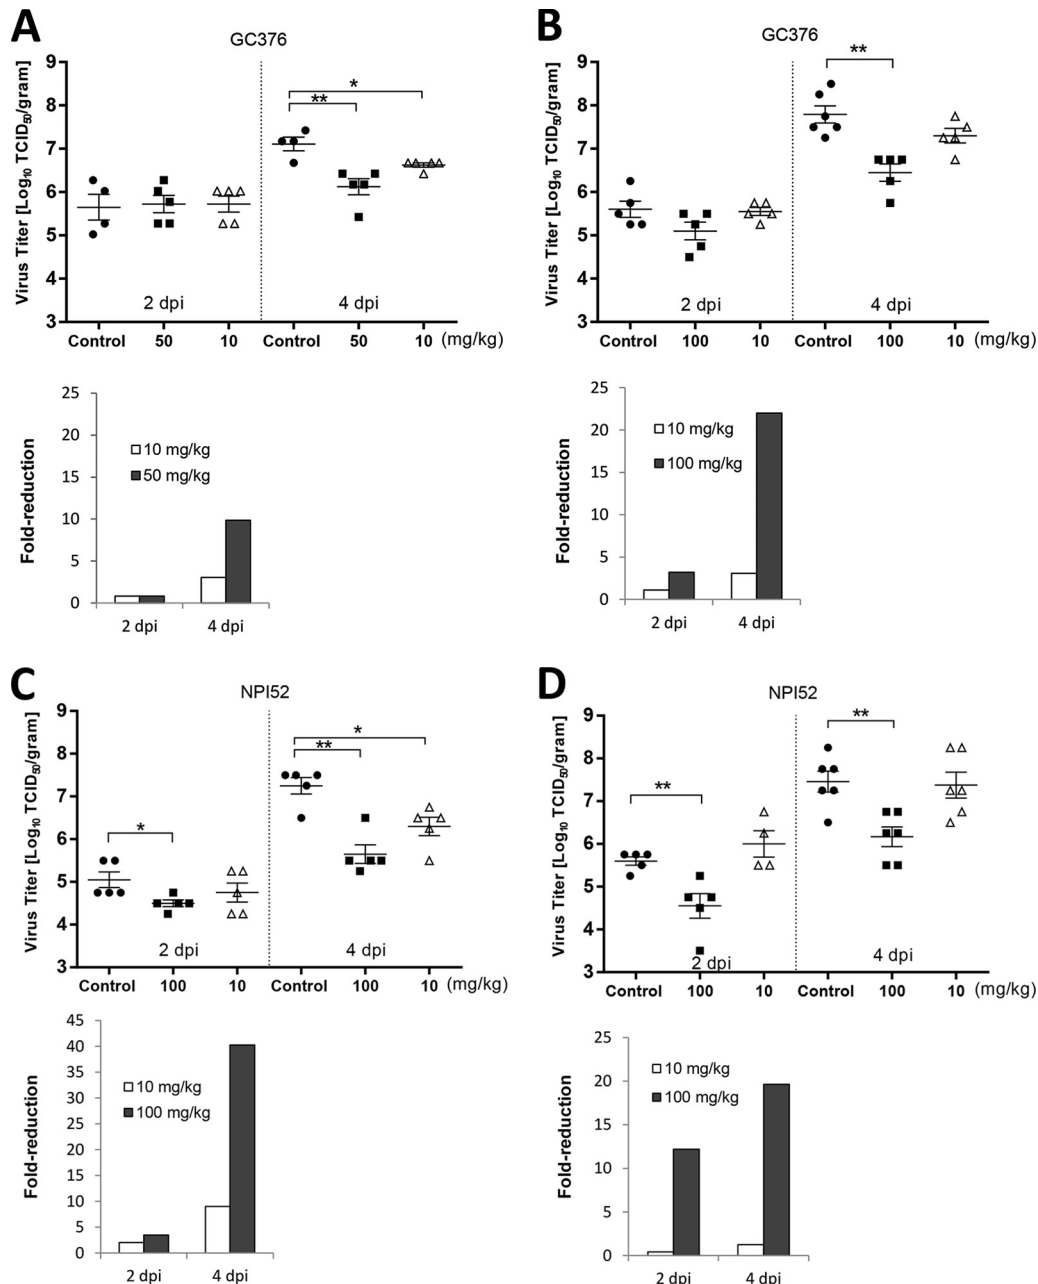 A
GC376
Virus Titer [Log10 TCID50/gram]
9
8
7
6
5
4
3
*
**
2 dpi
4 dpi
Control 50 10 Control 50 10 (mg/kg)
Fold-reduction
25
20
15
10
5
0
10 mg/kg
50 mg/kg
2 dpi 4 dpi
B
GC376
Virus Titer [Log10 TCID50/gram]
9
8
7
6
5
4
3
**
2 dpi
4 dpi
Control 100 10 Control 100 10 (mg/kg)
Fold-reduction
25
20
15
10
5
0
10 mg/kg
100 mg/kg
2 dpi 4 dpi
C
NPI52
Virus Titer [Log10 TCID50/gram]
9
8
7
6
5
4
3
*
*
**
2 dpi
4 dpi
Control 100 10 Control 100 10 (mg/kg)
Fold-reduction
45
40
35
30
25
20
15
10
5
0
10 mg/kg
100 mg/kg
2 dpi 4 dpi
D
NPI52
Virus Titer [Log10 TCID50/gram]
9
8
7
6
5
4
3
**
**
2 dpi
4 dpi
Control 100 10 Control 100 10 (mg/kg)
Fold-reduction
25
20
15
10
5
0
10 mg/kg
100 mg/kg
2 dpi 4 dpi